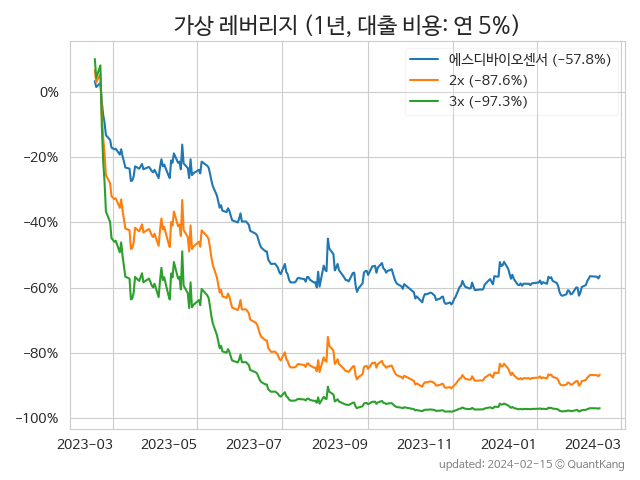 가상 레버리지 (1년, 대출 비용: 연 5%)
에스디바이오센서 (−57.8%)
2x (−87.6%)
3x (−97.3%)
0%
−20%
−40%
−60%
−80%
−100%
2023-03 2023-05 2023-07 2023-09 2023-11 2024-01 2024-03
updated: 2024-02-15 © QuantKang